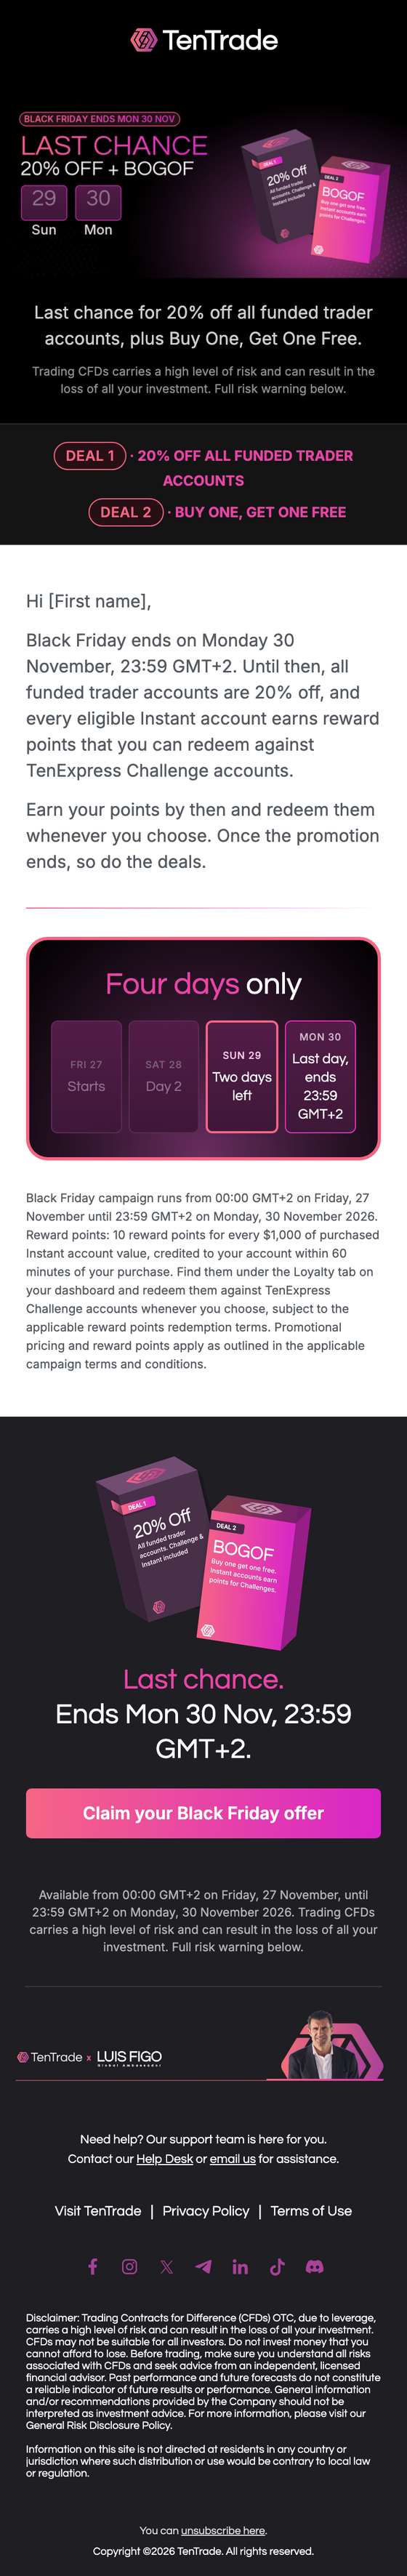 TenTrade
BLACK FRIDAY ENDS MON 30 NOV
LAST CHANCE
20% OFF + BOGOF
29
30
Sun
Mon
DEAL 1
20% Off
All funded trader
accounts. Challenge &
Instant included
DEAL 2
BOGOF
Buy one get one free.
Instant accounts earn
points for Challenges.
Last chance for 20% off all funded trader
accounts, plus Buy One, Get One Free.
Trading CFDs carries a high level of risk and can result in the
loss of all your investment. Full risk warning below.
DEAL 1 · 20% OFF ALL FUNDED TRADER
ACCOUNTS
DEAL 2 · BUY ONE, GET ONE FREE
Hi [First name],
Black Friday ends on Monday 30
November, 23:59 GMT+2. Until then, all
funded trader accounts are 20% off, and
every eligible Instant account earns reward
points that you can redeem against
TenExpress Challenge accounts.
Earn your points by then and redeem them
whenever you choose. Once the promotion
ends, so do the deals.
Four days only
FRI 27
Starts
SAT 28
Day 2
SUN 29
Two days
left
MON 30
Last day,
ends
23:59
GMT+2
Black Friday campaign runs from 00:00 GMT+2 on Friday, 27
November until 23:59 GMT+2 on Monday, 30 November 2026.
Reward points: 10 reward points for every $1,000 of purchased
Instant account value, credited to your account within 60
minutes of your purchase. Find them under the Loyalty tab on
your dashboard and redeem them against TenExpress
Challenge accounts whenever you choose, subject to the
applicable reward points redemption terms. Promotional
pricing and reward points apply as outlined in the applicable
campaign terms and conditions.
DEAL 1
20% Off
All funded trader
accounts. Challenge &
Instant included
DEAL 2
BOGOF
Buy one get one free.
Instant accounts earn
points for Challenges.
Last chance.
Ends Mon 30 Nov, 23:59
GMT+2.
Claim your Black Friday offer
Available from 00:00 GMT+2 on Friday, 27 November, until
23:59 GMT+2 on Monday, 30 November 2026. Trading CFDs
carries a high level of risk and can result in the loss of all your
investment. Full risk warning below.
TenTrade x LUIS FIGO
Global Ambassador
Need help? Our support team is here for you.
Contact our Help Desk or email us for assistance.
Visit TenTrade | Privacy Policy | Terms of Use
Disclaimer: Trading Contracts for Difference (CFDs) OTC, due to leverage,
carries a high level of risk and can result in the loss of all your investment.
CFDs may not be suitable for all investors. Do not invest money that you
cannot afford to lose. Before trading, make sure you understand all risks
associated with CFDs and seek advice from an independent, licensed
financial advisor. Past performance and future forecasts do not constitute
a reliable indicator of future results or performance. General information
and/or recommendations provided by the Company should not be
interpreted as investment advice. For more information, please visit our
General Risk Disclosure Policy.
Information on this site is not directed at residents in any country or
jurisdiction where such distribution or use would be contrary to local law
or regulation.
You can unsubscribe here.
Copyright ©2026 TenTrade. All rights reserved.